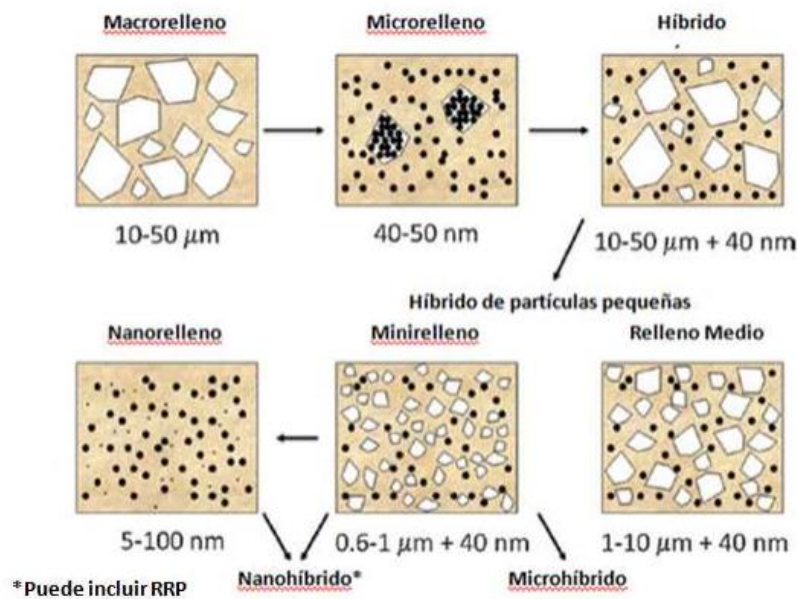 Macrorelleno Microrelleno Híbrido
10-50 μm 40-50 nm 10-50 μm + 40 nm
Híbrido de partículas pequeñas
Nanorelleno Minirelleno Relleno Medio
5-100 nm 0.6-1 μm + 40 nm 1-10 μm + 40 nm
*Puede incluir RRP Nanohíbrido* Microhíbrido